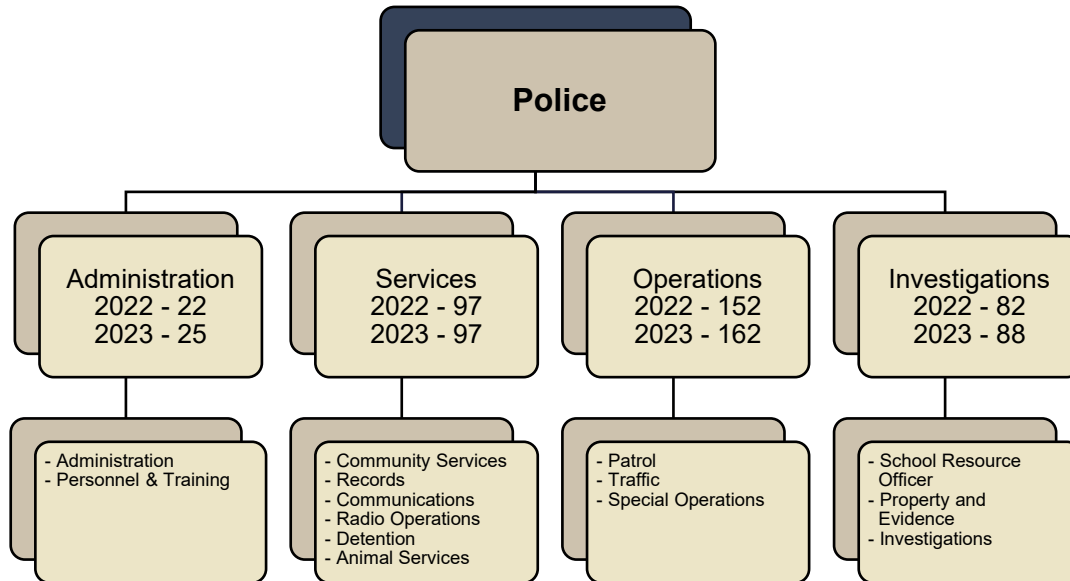 Police
Administration
2022 - 22
2023 - 25
Services
2022 - 97
2023 - 97
Operations
2022 - 152
2023 - 162
Investigations
2022 - 82
2023 - 88
- Administration
- Personnel & Training
- Community Services
- Records
- Communications
- Radio Operations
- Detention
- Animal Services
- Patrol
- Traffic
- Special Operations
- School Resource
Officer
- Property and
Evidence
- Investigations